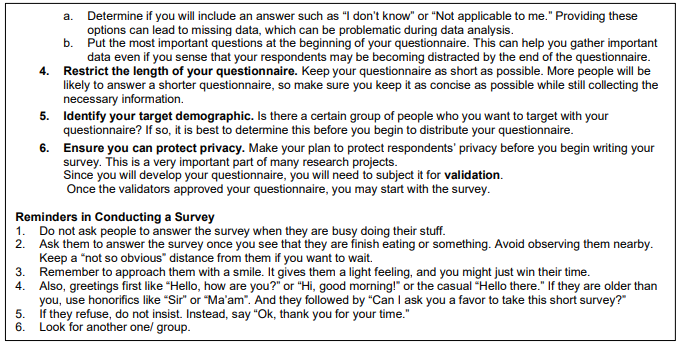 a. Determine if you will include an answer such as “I don’t know” or “Not applicable to me.” Providing these
options can lead to missing data, which can be problematic during data analysis.
b. Put the most important questions at the beginning of your questionnaire. This can help you gather important
data even if you sense that your respondents may be becoming distracted by the end of the questionnaire.
4. Restrict the length of your questionnaire. Keep your questionnaire as short as possible. More people will be
likely to answer a shorter questionnaire, so make sure you keep it as concise as possible while still collecting the
necessary information.
5. Identify your target demographic. Is there a certain group of people who you want to target with your
questionnaire? If so, it is best to determine this before you begin to distribute your questionnaire.
6. Ensure you can protect privacy. Make your plan to protect respondents’ privacy before you begin writing your
survey. This is a very important part of many research projects.
Since you will develop your questionnaire, you will need to subject it for validation.
Once the validators approved your questionnaire, you may start with the survey.
Reminders in Conducting a Survey
1. Do not ask people to answer the survey when they are busy doing their stuff.
2. Ask them to answer the survey once you see that they are finish eating or something. Avoid observing them nearby.
Keep a “not so obvious” distance from them if you want to wait.
3. Remember to approach them with a smile. It gives them a light feeling, and you might just win their time.
4. Also, greetings first like “Hello, how are you?” or “Hi, good morning!” or the casual “Hello there.” If they are older than
you, use honorifics like “Sir” or “Ma’am”. And they followed by “Can I ask you a favor to take this short survey?”
5. If they refuse, do not insist. Instead, say “Ok, thank you for your time.”
6. Look for another one/ group.